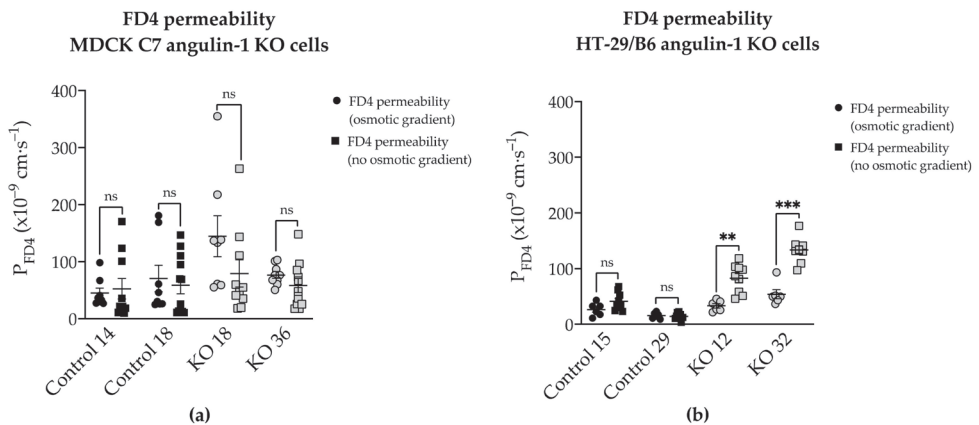 FD4 permeability
MDCK C7 angulin-1 KO cells
400
300
200
100
0
P_FD4 (x10⁻⁹ cm·s⁻¹)
ns
ns
ns
ns
Control 14
Control 18
KO 18
KO 36
FD4 permeability
(osmotic gradient)
FD4 permeability
(no osmotic gradient)
(a)
FD4 permeability
HT-29/B6 angulin-1 KO cells
400
300
200
100
0
P_FD4 (x10⁻⁹ cm·s⁻¹)
ns
ns
**
***
Control 15
Control 29
KO 12
KO 32
FD4 permeability
(osmotic gradient)
FD4 permeability
(no osmotic gradient)
(b)